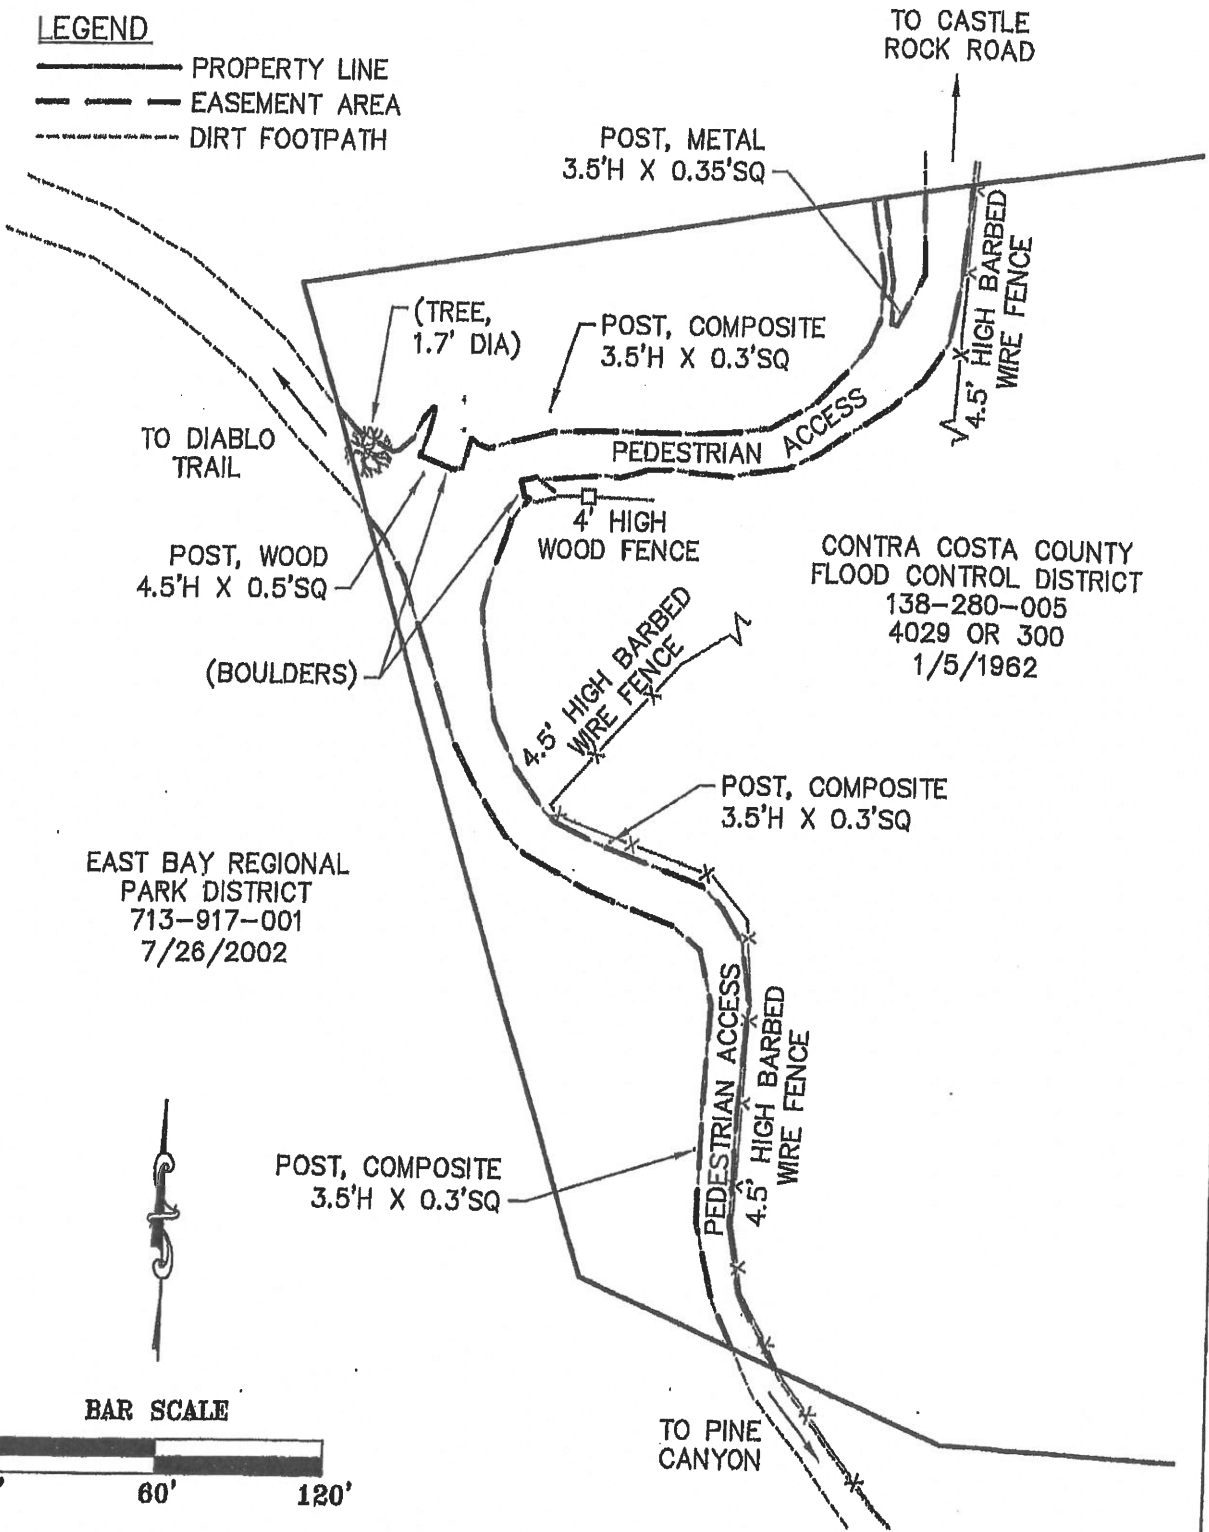 LEGEND
PROPERTY LINE
EASEMENT AREA
DIRT FOOTPATH
TO CASTLE
ROCK ROAD
POST, METAL
3.5'H X 0.35'SQ
4.5' HIGH BARBED
WIRE FENCE
(TREE,
1.7' DIA)
POST, COMPOSITE
3.5'H X 0.3'SQ
PEDESTRIAN ACCESS
TO DIABLO
TRAIL
4' HIGH
WOOD FENCE
POST, WOOD
4.5'H X 0.5'SQ
CONTRA COSTA COUNTY
FLOOD CONTROL DISTRICT
138-280-005
4029 OR 300
1/5/1962
(BOULDERS)
4.5' HIGH BARBED
WIRE FENCE
POST, COMPOSITE
3.5'H X 0.3'SQ
EAST BAY REGIONAL
PARK DISTRICT
713-917-001
7/26/2002
PEDESTRIAN ACCESS
4.5' HIGH BARBED
WIRE FENCE
POST, COMPOSITE
3.5'H X 0.3'SQ
BAR SCALE
60'
120'
TO PINE
CANYON